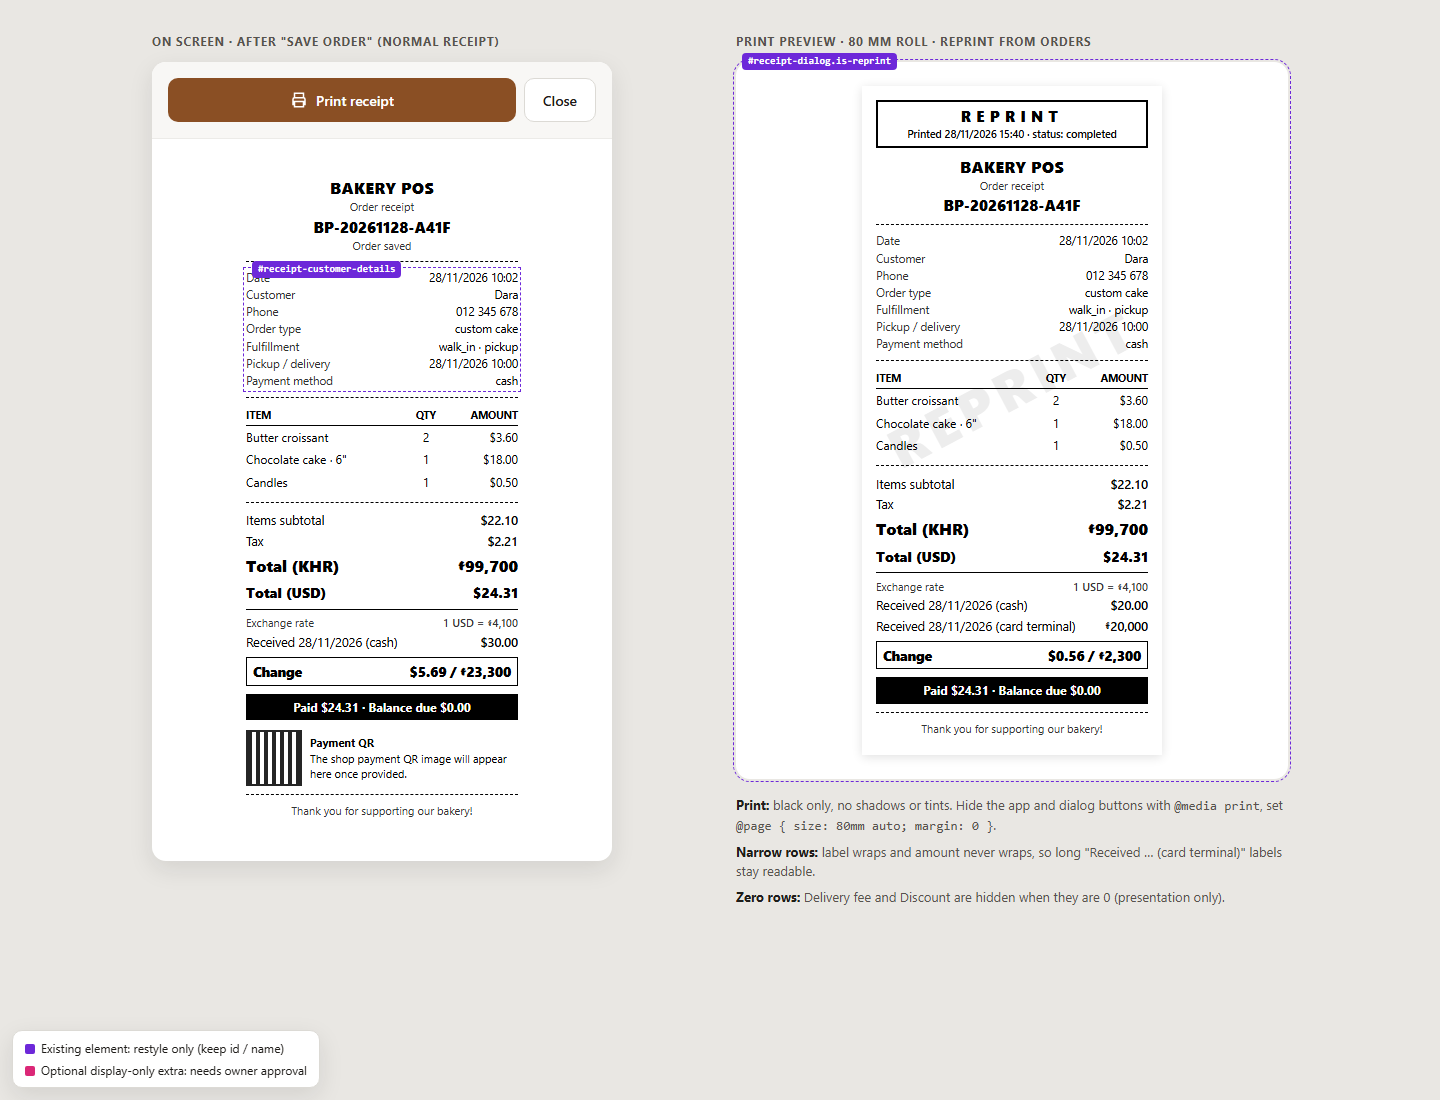 ON SCREEN · AFTER "SAVE ORDER" (NORMAL RECEIPT)
Print receipt
Close
BAKERY POS
Order receipt
BP-20261128-A41F
Order saved
#receipt-customer-details
Date 28/11/2026 10:02
Customer Dara
Phone 012 345 678
Order type custom cake
Fulfillment walk_in · pickup
Pickup / delivery 28/11/2026 10:00
Payment method cash
ITEM QTY AMOUNT
Butter croissant 2 $3.60
Chocolate cake · 6" 1 $18.00
Candles 1 $0.50
Items subtotal $22.10
Tax $2.21
Total (KHR) ៛99,700
Total (USD) $24.31
Exchange rate 1 USD = ៛4,100
Received 28/11/2026 (cash) $30.00
Change $5.69 / ៛23,300
Paid $24.31 · Balance due $0.00
Payment QR
The shop payment QR image will appear
here once provided.
Thank you for supporting our bakery!
PRINT PREVIEW · 80 MM ROLL · REPRINT FROM ORDERS
#receipt-dialog.is-reprint
REPRINT
Printed 28/11/2026 15:40 · status: completed
BAKERY POS
Order receipt
BP-20261128-A41F
Date 28/11/2026 10:02
Customer Dara
Phone 012 345 678
Order type custom cake
Fulfillment walk_in · pickup
Pickup / delivery 28/11/2026 10:00
Payment method cash
REPRINT
ITEM QTY AMOUNT
Butter croissant 2 $3.60
Chocolate cake · 6" 1 $18.00
Candles 1 $0.50
Items subtotal $22.10
Tax $2.21
Total (KHR) ៛99,700
Total (USD) $24.31
Exchange rate 1 USD = ៛4,100
Received 28/11/2026 (cash) $20.00
Received 28/11/2026 (card terminal) ៛20,000
Change $0.56 / ៛2,300
Paid $24.31 · Balance due $0.00
Thank you for supporting our bakery!
Print: black only, no shadows or tints. Hide the app and dialog buttons with @media print, set
@page { size: 80mm auto; margin: 0 }.
Narrow rows: label wraps and amount never wraps, so long "Received ... (card terminal)" labels
stay readable.
Zero rows: Delivery fee and Discount are hidden when they are 0 (presentation only).
Existing element: restyle only (keep id / name)
Optional display-only extra: needs owner approval